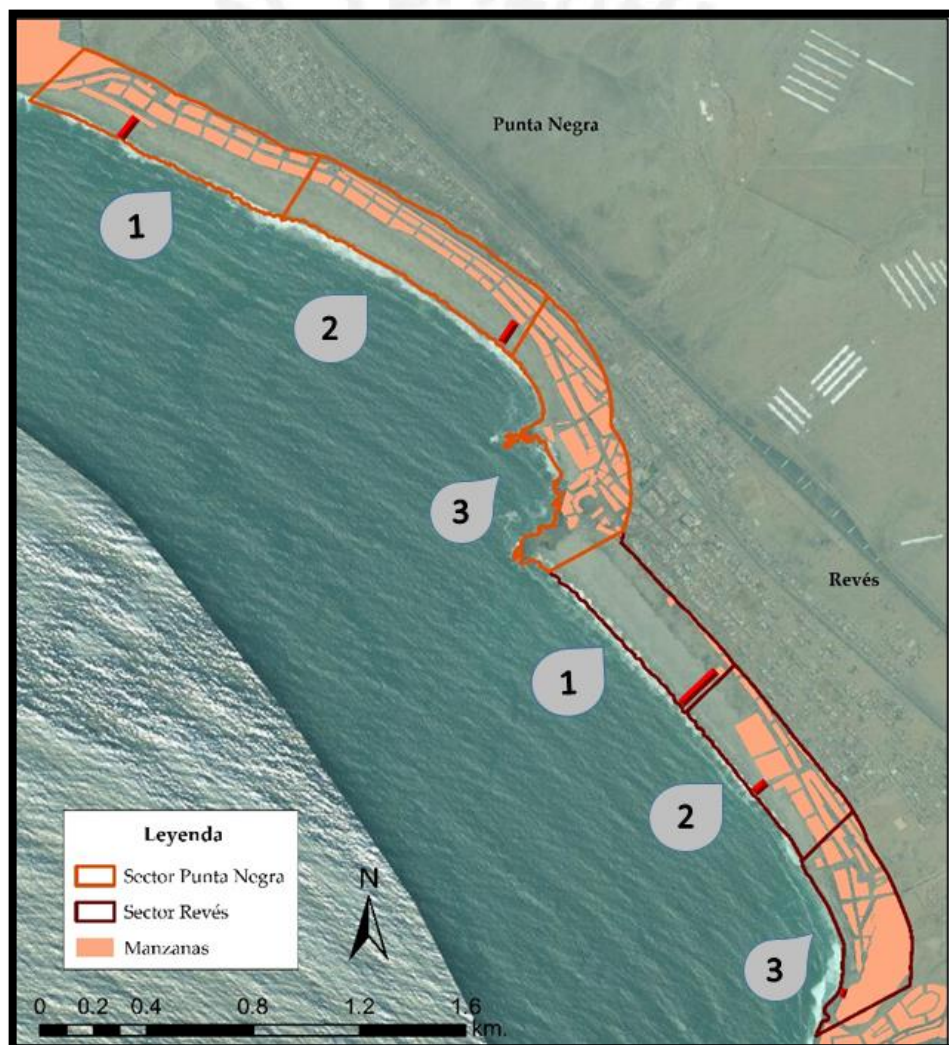 Punta Negra
1
2
3
Revés
1
2
3
Leyenda
Sector Punta Negra
Sector Revés
Manzanas
N
0 0.2 0.4 0.8 1.2 1.6
km.